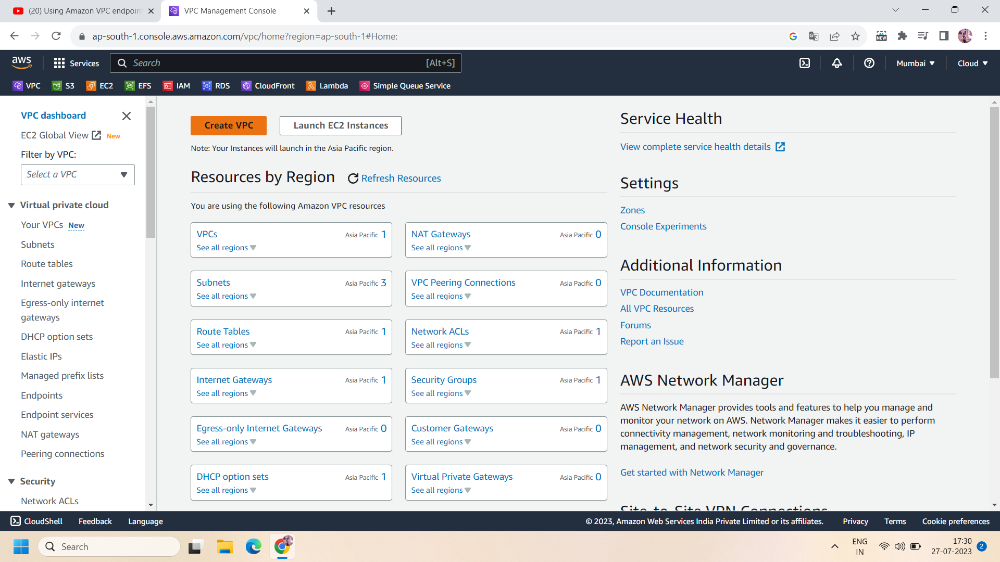 (20) Using Amazon VPC endpoin
VPC Management Console
ap-south-1.console.aws.amazon.com/vpc/home?region=ap-south-1#Home:
NEW
aws
Services
Search
[Alt+S]
Mumbai
Cloud
VPC
S3
EC2
EFS
IAM
RDS
CloudFront
Lambda
Simple Queue Service
VPC dashboard
EC2 Global View New
Filter by VPC:
Select a VPC
Virtual private cloud
Your VPCs New
Subnets
Route tables
Internet gateways
Egress-only internet
gateways
DHCP option sets
Elastic IPs
Managed prefix lists
Endpoints
Endpoint services
NAT gateways
Peering connections
Security
Network ACLs
Create VPC
Launch EC2 Instances
Note: Your Instances will launch in the Asia Pacific region.
Resources by Region
Refresh Resources
You are using the following Amazon VPC resources
VPCs Asia Pacific 1
See all regions
NAT Gateways Asia Pacific 0
See all regions
Subnets Asia Pacific 3
See all regions
VPC Peering Connections Asia Pacific 0
See all regions
Route Tables Asia Pacific 1
See all regions
Network ACLs Asia Pacific 1
See all regions
Internet Gateways Asia Pacific 1
See all regions
Security Groups Asia Pacific 1
See all regions
Egress-only Internet Gateways Asia Pacific 0
See all regions
Customer Gateways Asia Pacific 0
See all regions
DHCP option sets Asia Pacific 1
See all regions
Virtual Private Gateways Asia Pacific 0
See all regions
Service Health
View complete service health details
Settings
Zones
Console Experiments
Additional Information
VPC Documentation
All VPC Resources
Forums
Report an Issue
AWS Network Manager
AWS Network Manager provides tools and features to help you manage and
monitor your network on AWS. Network Manager makes it easier to perform
connectivity management, network monitoring and troubleshooting, IP
management, and network security and governance.
Get started with Network Manager
Site-to-Site VPN Connections
CloudShell
Feedback
Language
© 2023, Amazon Web Services India Private Limited or its affiliates.
Privacy
Terms
Cookie preferences
Search
ENG
IN
17:30
27-07-2023
2